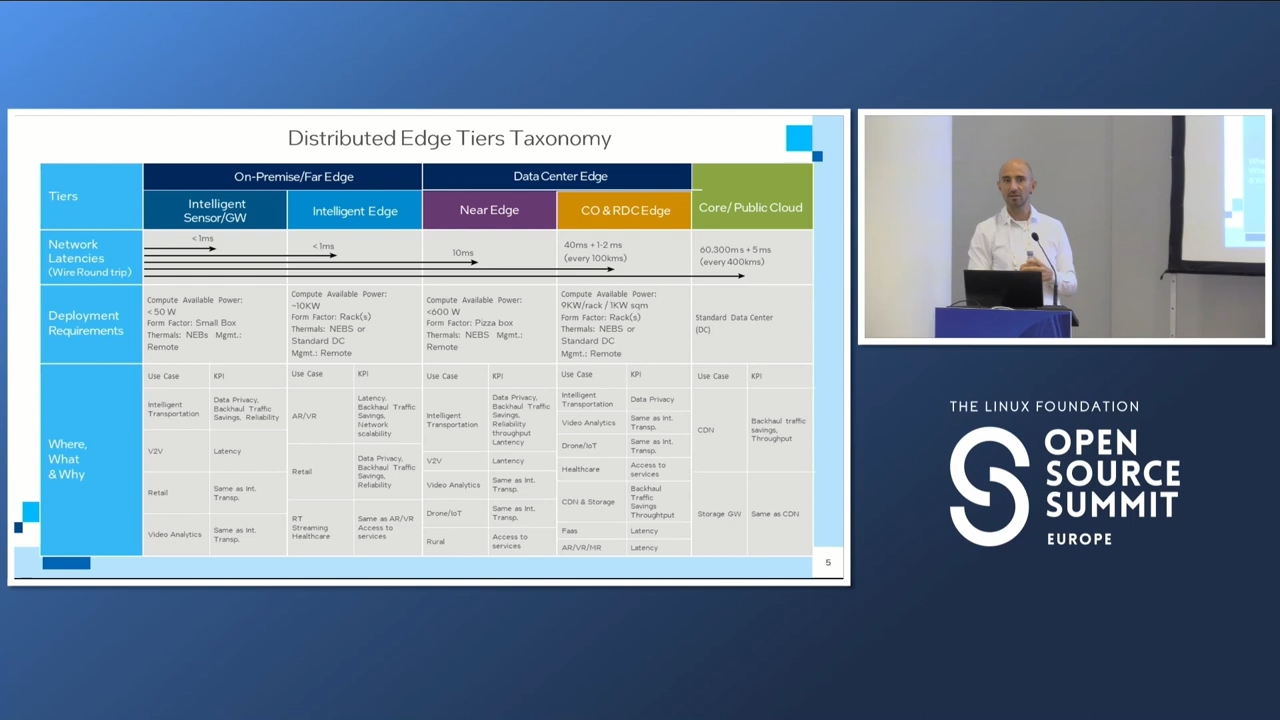 Distributed Edge Tiers Taxonomy
Tiers
On-Premise/Far Edge
Data Center Edge
Core/ Public Cloud
Intelligent
Sensor/GW
Intelligent Edge
Near Edge
CO & RDC Edge
Network
Latencies
(Wire Round trip)
<1ms
<1ms
10ms
40ms + 1-2 ms
(every 100kms)
60,300ms + 5 ms
(every 400kms)
Deployment
Requirements
Compute Available Power:
< 50 W
Form Factor: Small Box
Thermals: NEBs Mgmt.:
Remote
Compute Available Power:
~10KW
Form Factor: Rack(s)
Thermals: NEBS or
Standard DC
Mgmt.: Remote
Compute Available Power:
<600 W
Form Factor: Pizza box
Thermals: NEBS Mgmt.:
Remote
Compute Available Power:
9KW/rack / 1KW sqm
Form Factor: Rack(s)
Thermals: NEBS or
Standard DC
Mgmt.: Remote
Standard Data Center
(DC)
Where,
What
& Why
Use Case
KPI
Intelligent
Transportation
Data Privacy,
Backhaul Traffic
Savings, Reliability
V2V
Latency
Retail
Same as Int.
Transp.
Video Analytics
Same as Int.
Transp.
Use Case
KPI
AR/VR
Latency.
Backhaul Traffic
Savings,
Network
scalability
Retail
Data Privacy,
Backhaul Traffic
Savings,
Reliability
RT
Streaming
Healthcare
Same as AR/VR
Access to
services
Use Case
KPI
Intelligent
Transportation
Data Privacy,
Backhaul Traffic
Savings,
Reliability
throughput
Lantency
V2V
Lantency
Video Analytics
Same as Int.
Transp.
Drone/IoT
Same as Int.
Transp.
Rural
Access to
services
Use Case
KPI
Intelligent
Transportation
Data Privacy
Video Analytics
Same as Int.
Transp.
Drone/IoT
Same as Int.
Transp.
Healthcare
Access to
services
CDN & Storage
Backhaul
Traffic
Savings
Throughtput
Faas
Latency
AR/VR/MR
Latency
Use Case
KPI
CDN
Backhaul traffic
savings,
Throughput
Storage GW
Same as CDN
5
THE LINUX FOUNDATION
OPEN
SOURCE
SUMMIT
EUROPE